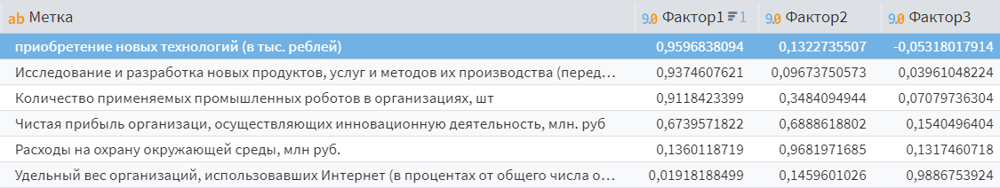 ab Метка 9.0 Фактор1 1 9.0 Фактор2 9.0 Фактор3
приобретение новых технологий (в тыс. реблей) 0,9596838094 0,1322735507 -0,05318017914
Исследование и разработка новых продуктов, услуг и методов их производства (перед... 0,9374607621 0,09673750573 0,03961048224
Количество применяемых промышленных роботов в организациях, шт 0,9118423399 0,3484094944 0,07079736304
Чистая прибыль организаци, осуществляющих инновационную деятельность, млн. руб 0,6739571822 0,6888618802 0,1540496404
Расходы на охрану окружающей среды, млн руб. 0,1360118719 0,9681971685 0,1317460718
Удельный вес организаций, использовавших Интернет (в процентах от общего числа о... 0,01918188499 0,1459601026 0,9886753924